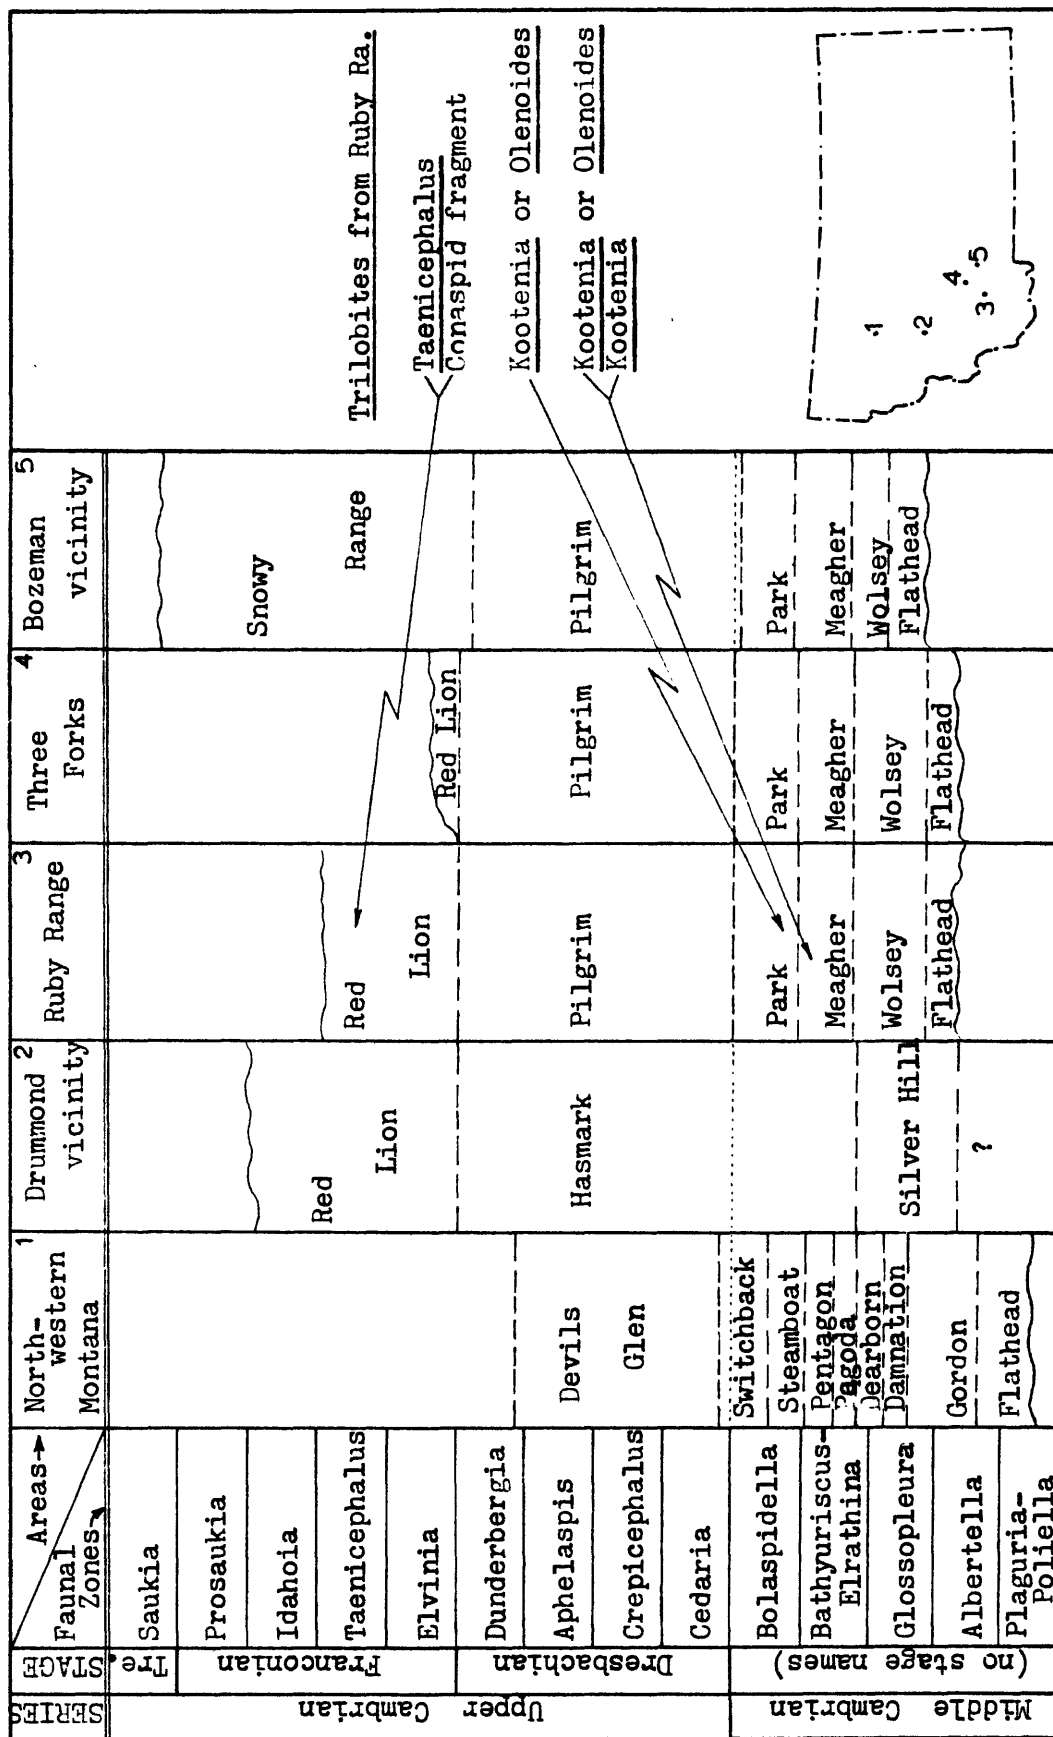 SERIES
STAGE
Areas→
Faunal
Zones→
Upper Cambrian
Middle Cambrian
Tre.
Franconian
Dresbachian
(no stage names)
Saukia
Prosaukia
Idahoia
Taenicephalus
Elvinia
Dunderbergia
Aphelaspis
Crepicephalus
Cedaria
Bolaspidella
Bathyuriscus-
Elrathina
Glossopleura
Albertella
Plaguria-
Poliella
1
North-
western
Montana
Devils
Glen
Switchback
Steamboat
Pentagon
Pagoda
Dearborn
Damnation
Gordon
Flathead
2
Drummond
vicinity
Red
Lion
Hasmark
Silver Hill
?
3
Ruby Range
Red
Lion
Pilgrim
Park
Meagher
Wolsey
Flathead
4
Three
Forks
Red Lion
Pilgrim
Park
Meagher
Wolsey
Flathead
5
Bozeman
vicinity
Snowy
Range
Pilgrim
Park
Meagher
Wolsey
Flathead
Trilobites from Ruby Ra.
Taenicephalus
Conaspid fragment
Kootenia or Olenoides
Kootenia or Olenoides
Kootenia
1
2
3
4
5